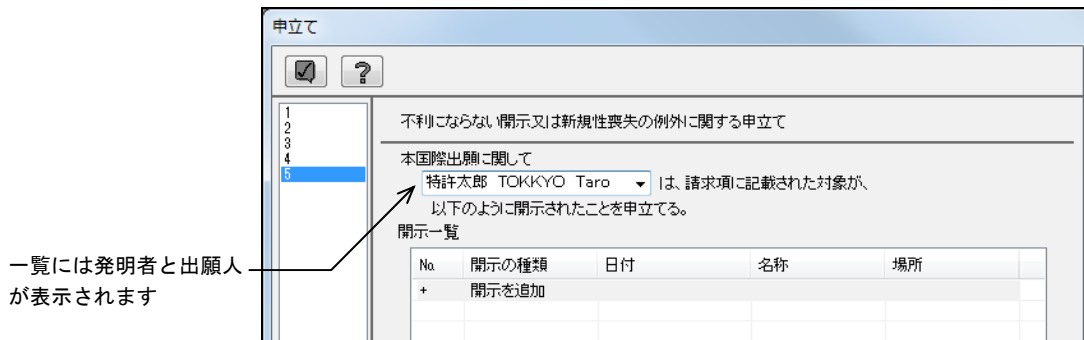 申立て
1
2
3
4
5
不利にならない開示又は新規性喪失の例外に関する申立て
本国際出願に関して
特許太郎 TOKKYO Taro は、請求項に記載された対象が、
以下のように開示されたことを申立てる。
開示一覧
No. 開示の種類 日付 名称 場所
+ 開示を追加
一覧には発明者と出願人
が表示されます